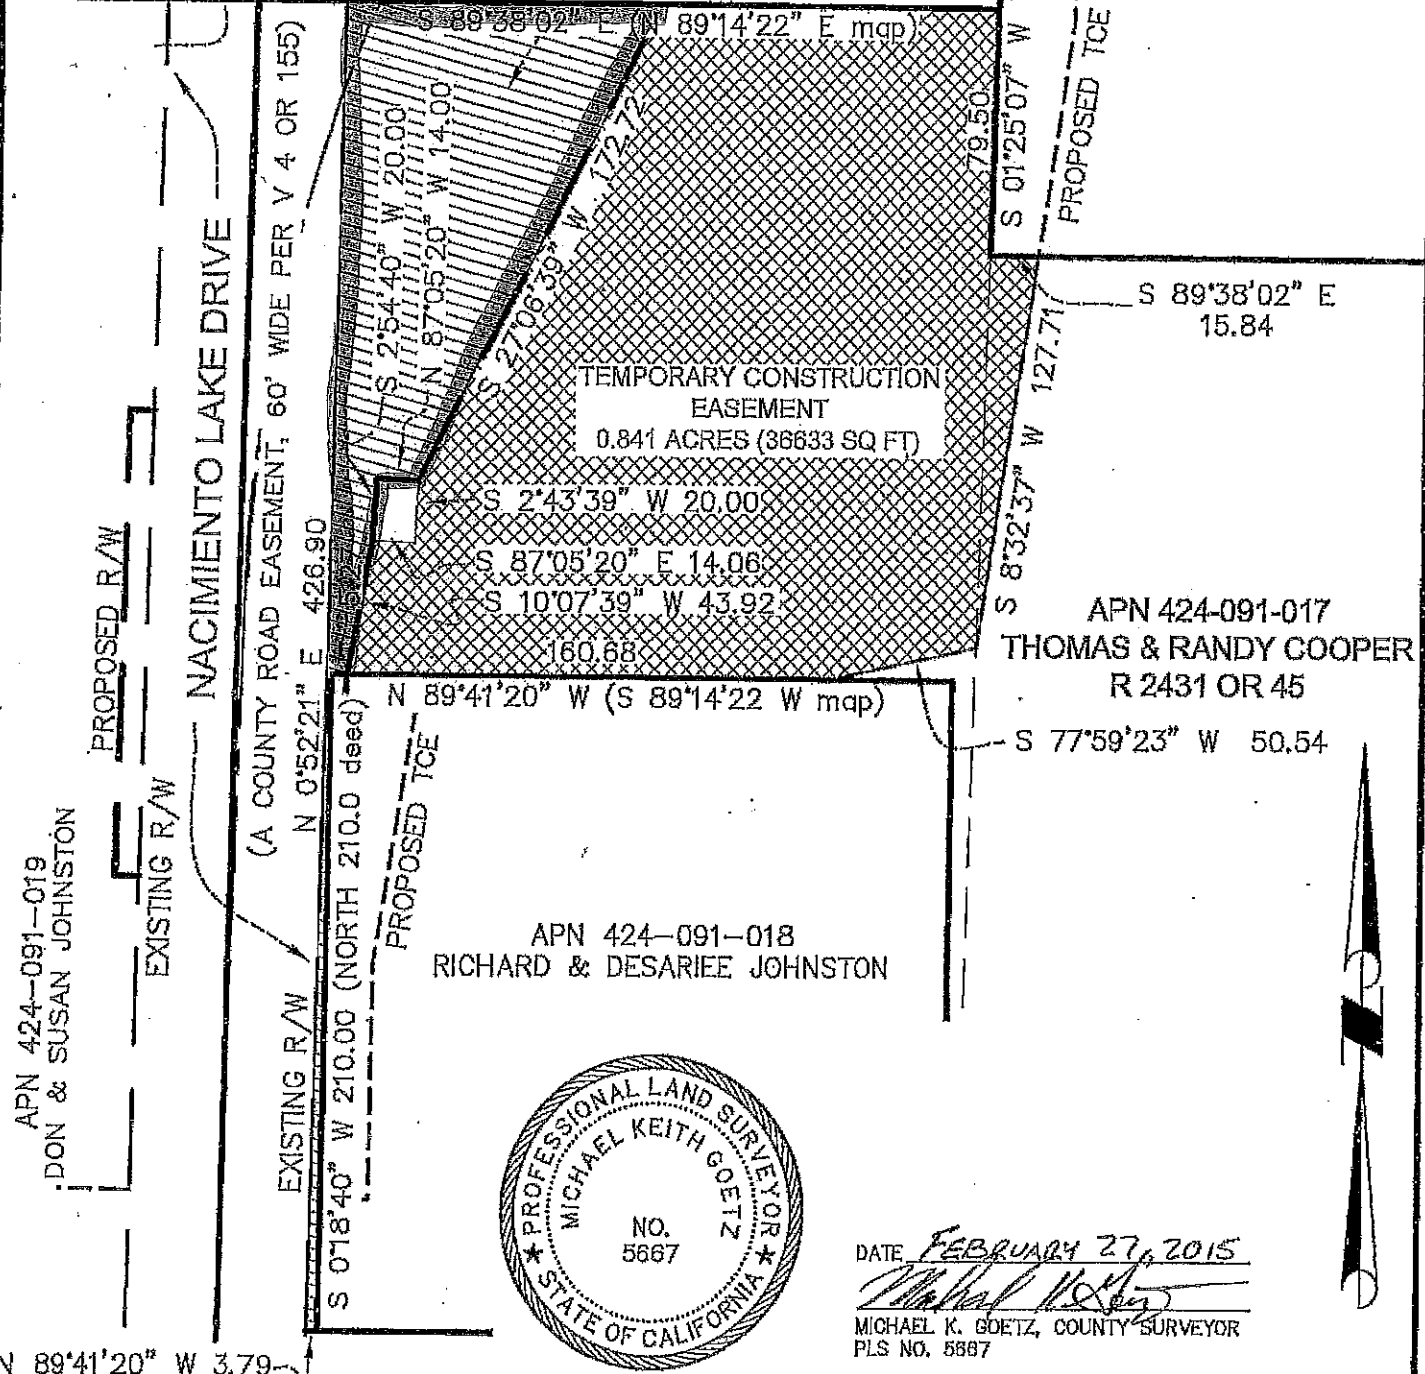 S 89°38'02" E (N 89°14'22" E map)
PROPOSED TCE
S 01°25'07" W
79.50
S 2°54'40" W 20.00
N 87°05'20" W 14.00
S 27°06'39" W 172.72
S 89°38'02" E
15.84
S 8°32'37" W 127.71
TEMPORARY CONSTRUCTION
EASEMENT
0.841 ACRES (36633 SQ FT)
S 2°43'39" W 20.00
S 87°05'20" E 14.06
S 10°07'39" W 43.92
160.68
N 89°41'20" W (S 89°14'22 W map)
NACIMIENTO LAKE DRIVE
(A COUNTY ROAD EASEMENT, 60' WIDE PER V 4 OR 155)
N 0°52'21" E 426.90
PROPOSED R/W
EXISTING R/W
APN 424-091-019
DON & SUSAN JOHNSTON
APN 424-091-017
THOMAS & RANDY COOPER
R 2431 OR 45
S 77°59'23" W 50.54
PROPOSED TCE
APN 424-091-018
RICHARD & DESARIEE JOHNSTON
EXISTING R/W
S 0°18'40" W 210.00 (NORTH 210.0 deed)
N 89°41'20" W 3.79
PROFESSIONAL LAND SURVEYOR
MICHAEL KEITH GOETZ
NO.
5667
STATE OF CALIFORNIA
N
DATE FEBRUARY 27, 2015
MICHAEL K. GOETZ, COUNTY SURVEYOR
PLS NO. 5667